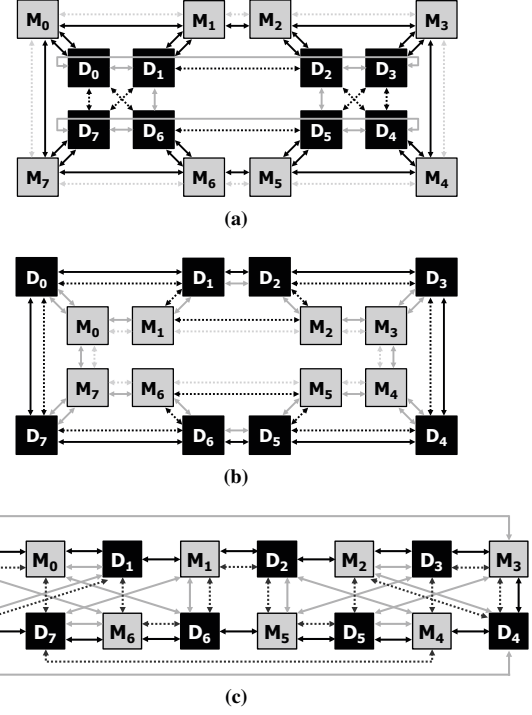 M0 M1 M2 M3
D0 D1 D2 D3
D7 D6 D5 D4
M7 M6 M5 M4
(a)
D0 D1 D2 D3
M0 M1 M2 M3
M7 M6 M5 M4
D7 D6 D5 D4
(b)
M0 D1 M1 D2 M2 D3 M3
D7 M6 D6 M5 D5 M4 D4
(c)